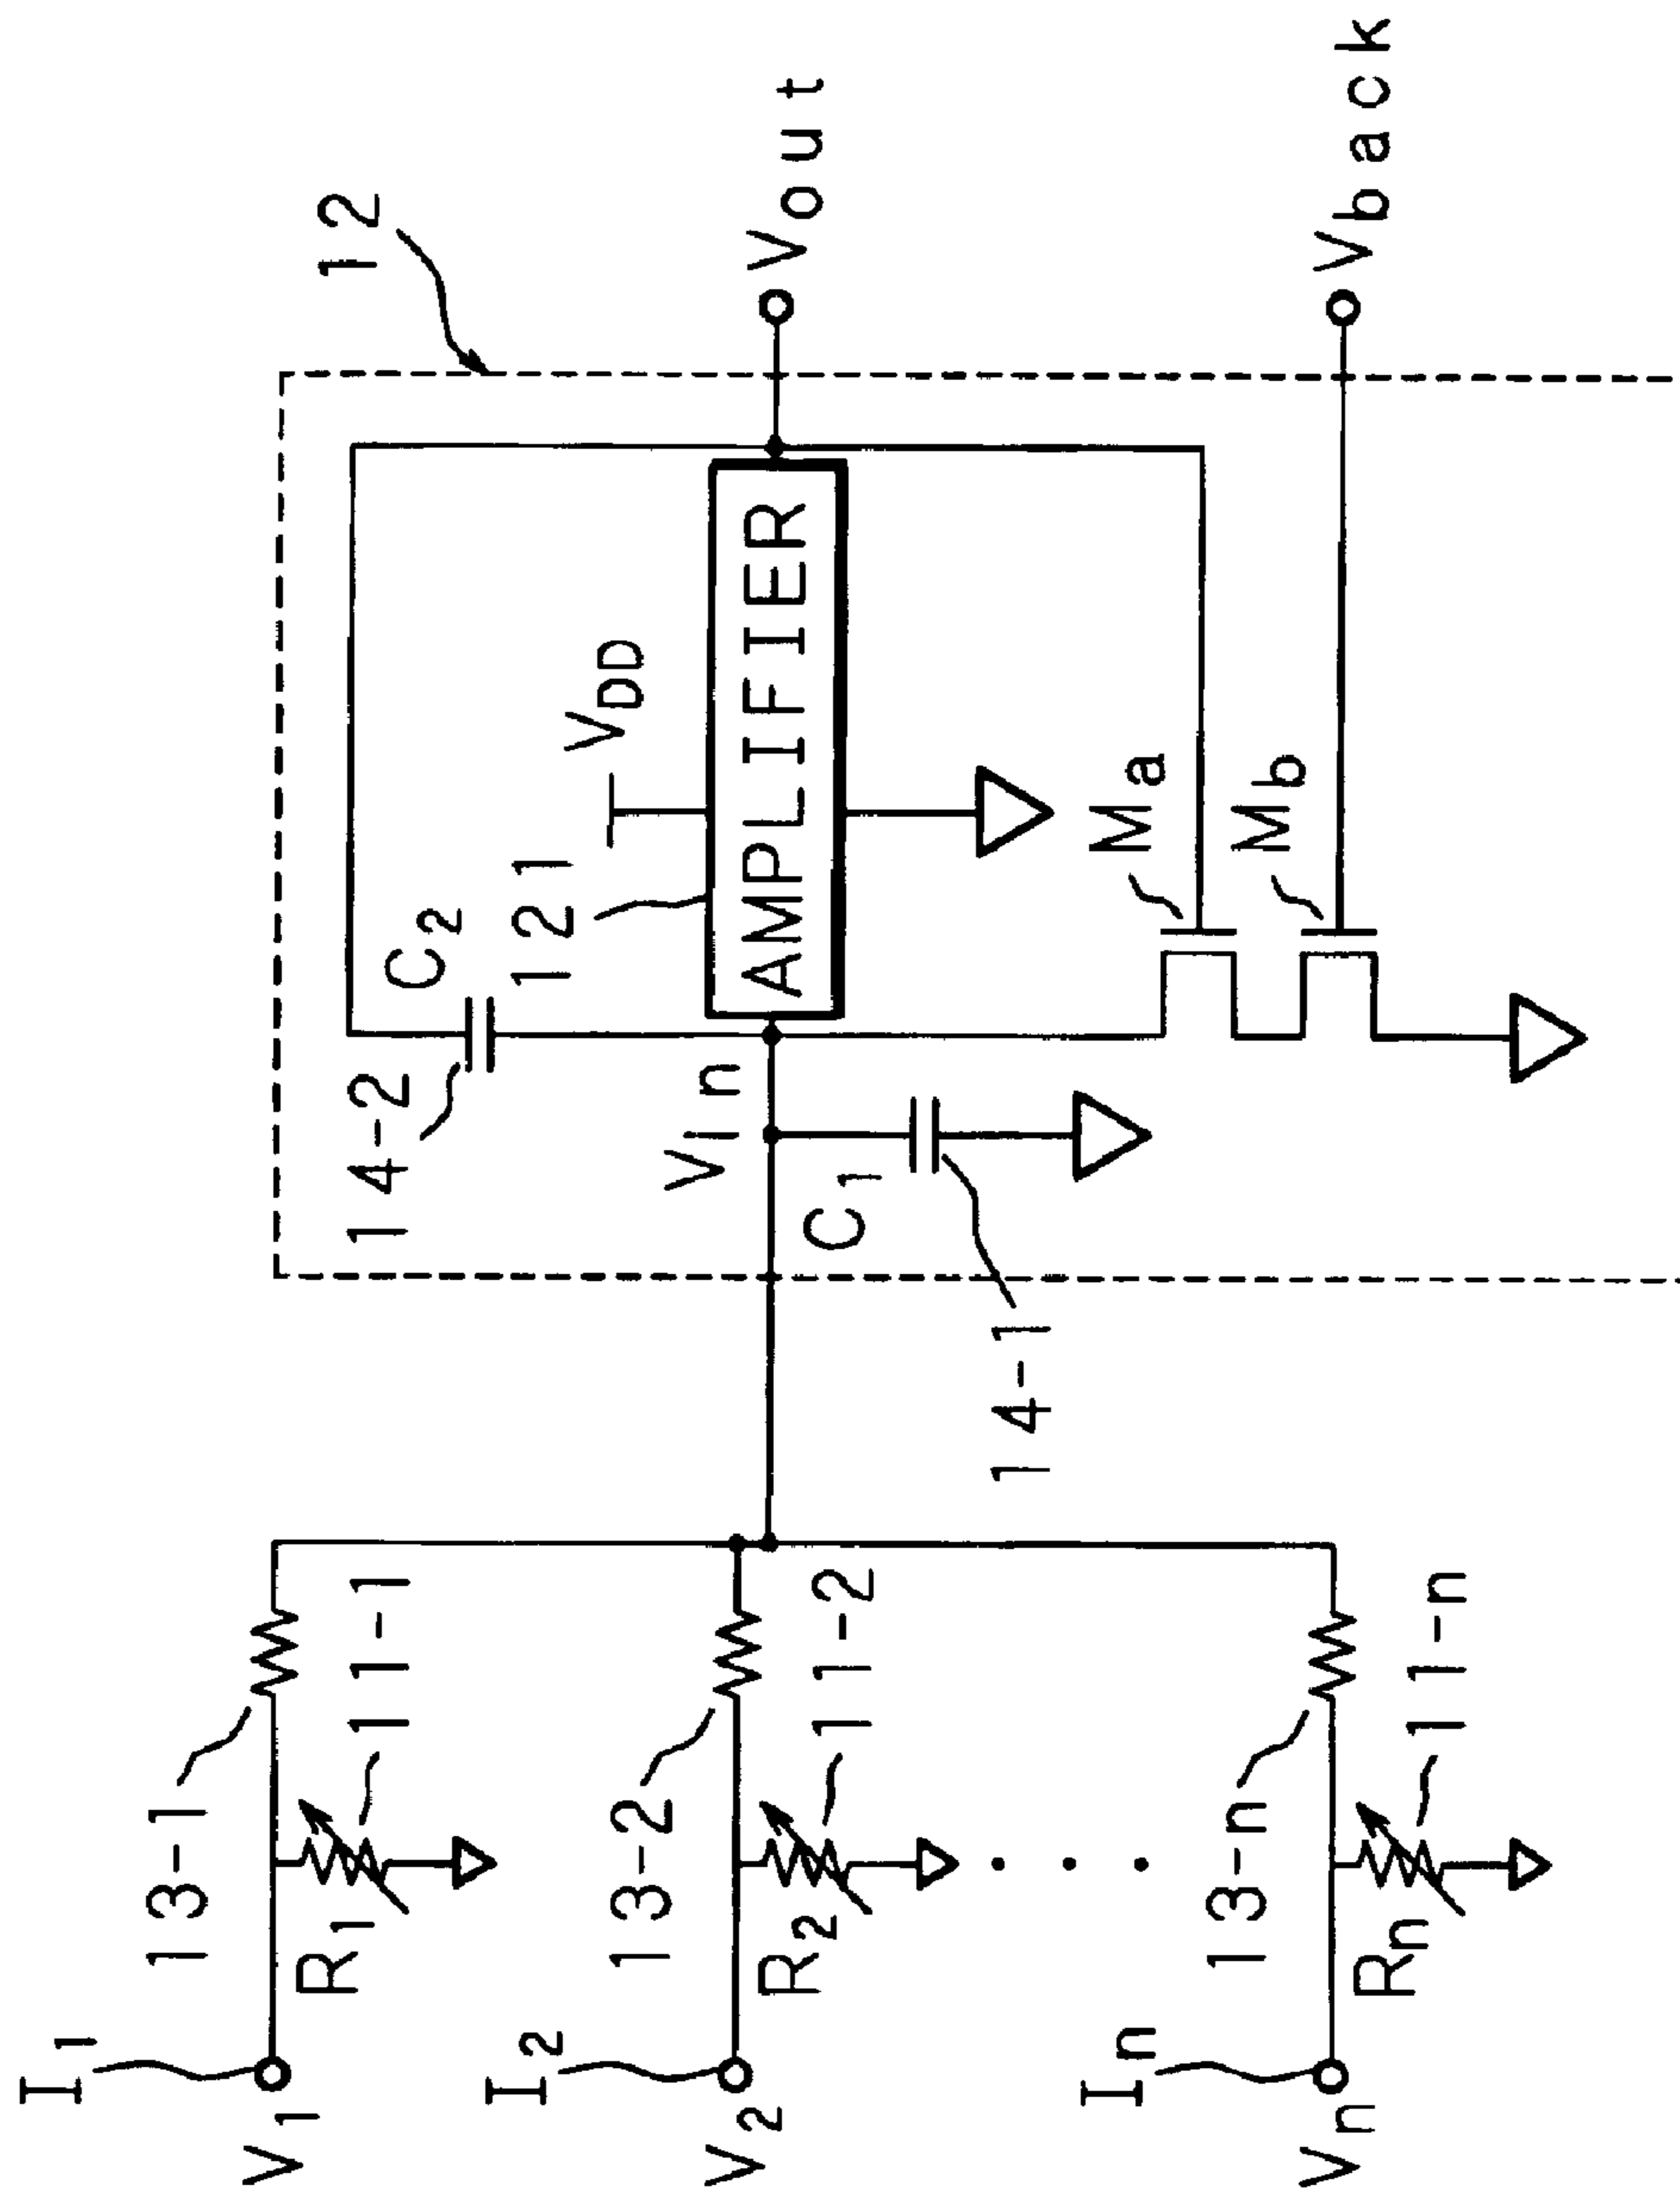 I1
V1
13-1
R1
11-1
I2
V2
13-2
R2
11-2
In
Vn
13-n
Rn
11-n
12
14-2
C2
VDD
121
AMPLIFIER
Vin
Vout
C1
14-1
Ma
Mb
Vback